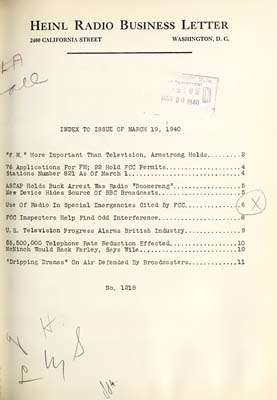 HEINL RADIO BUSINESS LETTER
2400 CALIFORNIA STREET WASHINGTON, D. C.
1940
INDEX TO ISSUE OF MARCH 19, 1940
"F.M." More Important Than Television, Armstrong Holds........2
76 Applications For FM; 22 Hold FCC Permits...................4
Stations Number 821 As Of March 1.............................4
ASCAP Holds Buck Arrest Was Radio "Boomerang".................5
New Device Hides Source Of BBC Broadcasts.....................5
Use Of Radio In Special Emergencies Cited By FCC..............6 X
FCC Inspectors Help Find Odd Interference.....................8
U.S. Television Progress Alarms British Industry..............9
$5,500,000 Telephone Rate Reduction Effected.................10
McNinch Would Back Farley, Says Wile.........................10
"Dripping Dramas" On Air Defended By Broadcasters............11
No. 1218